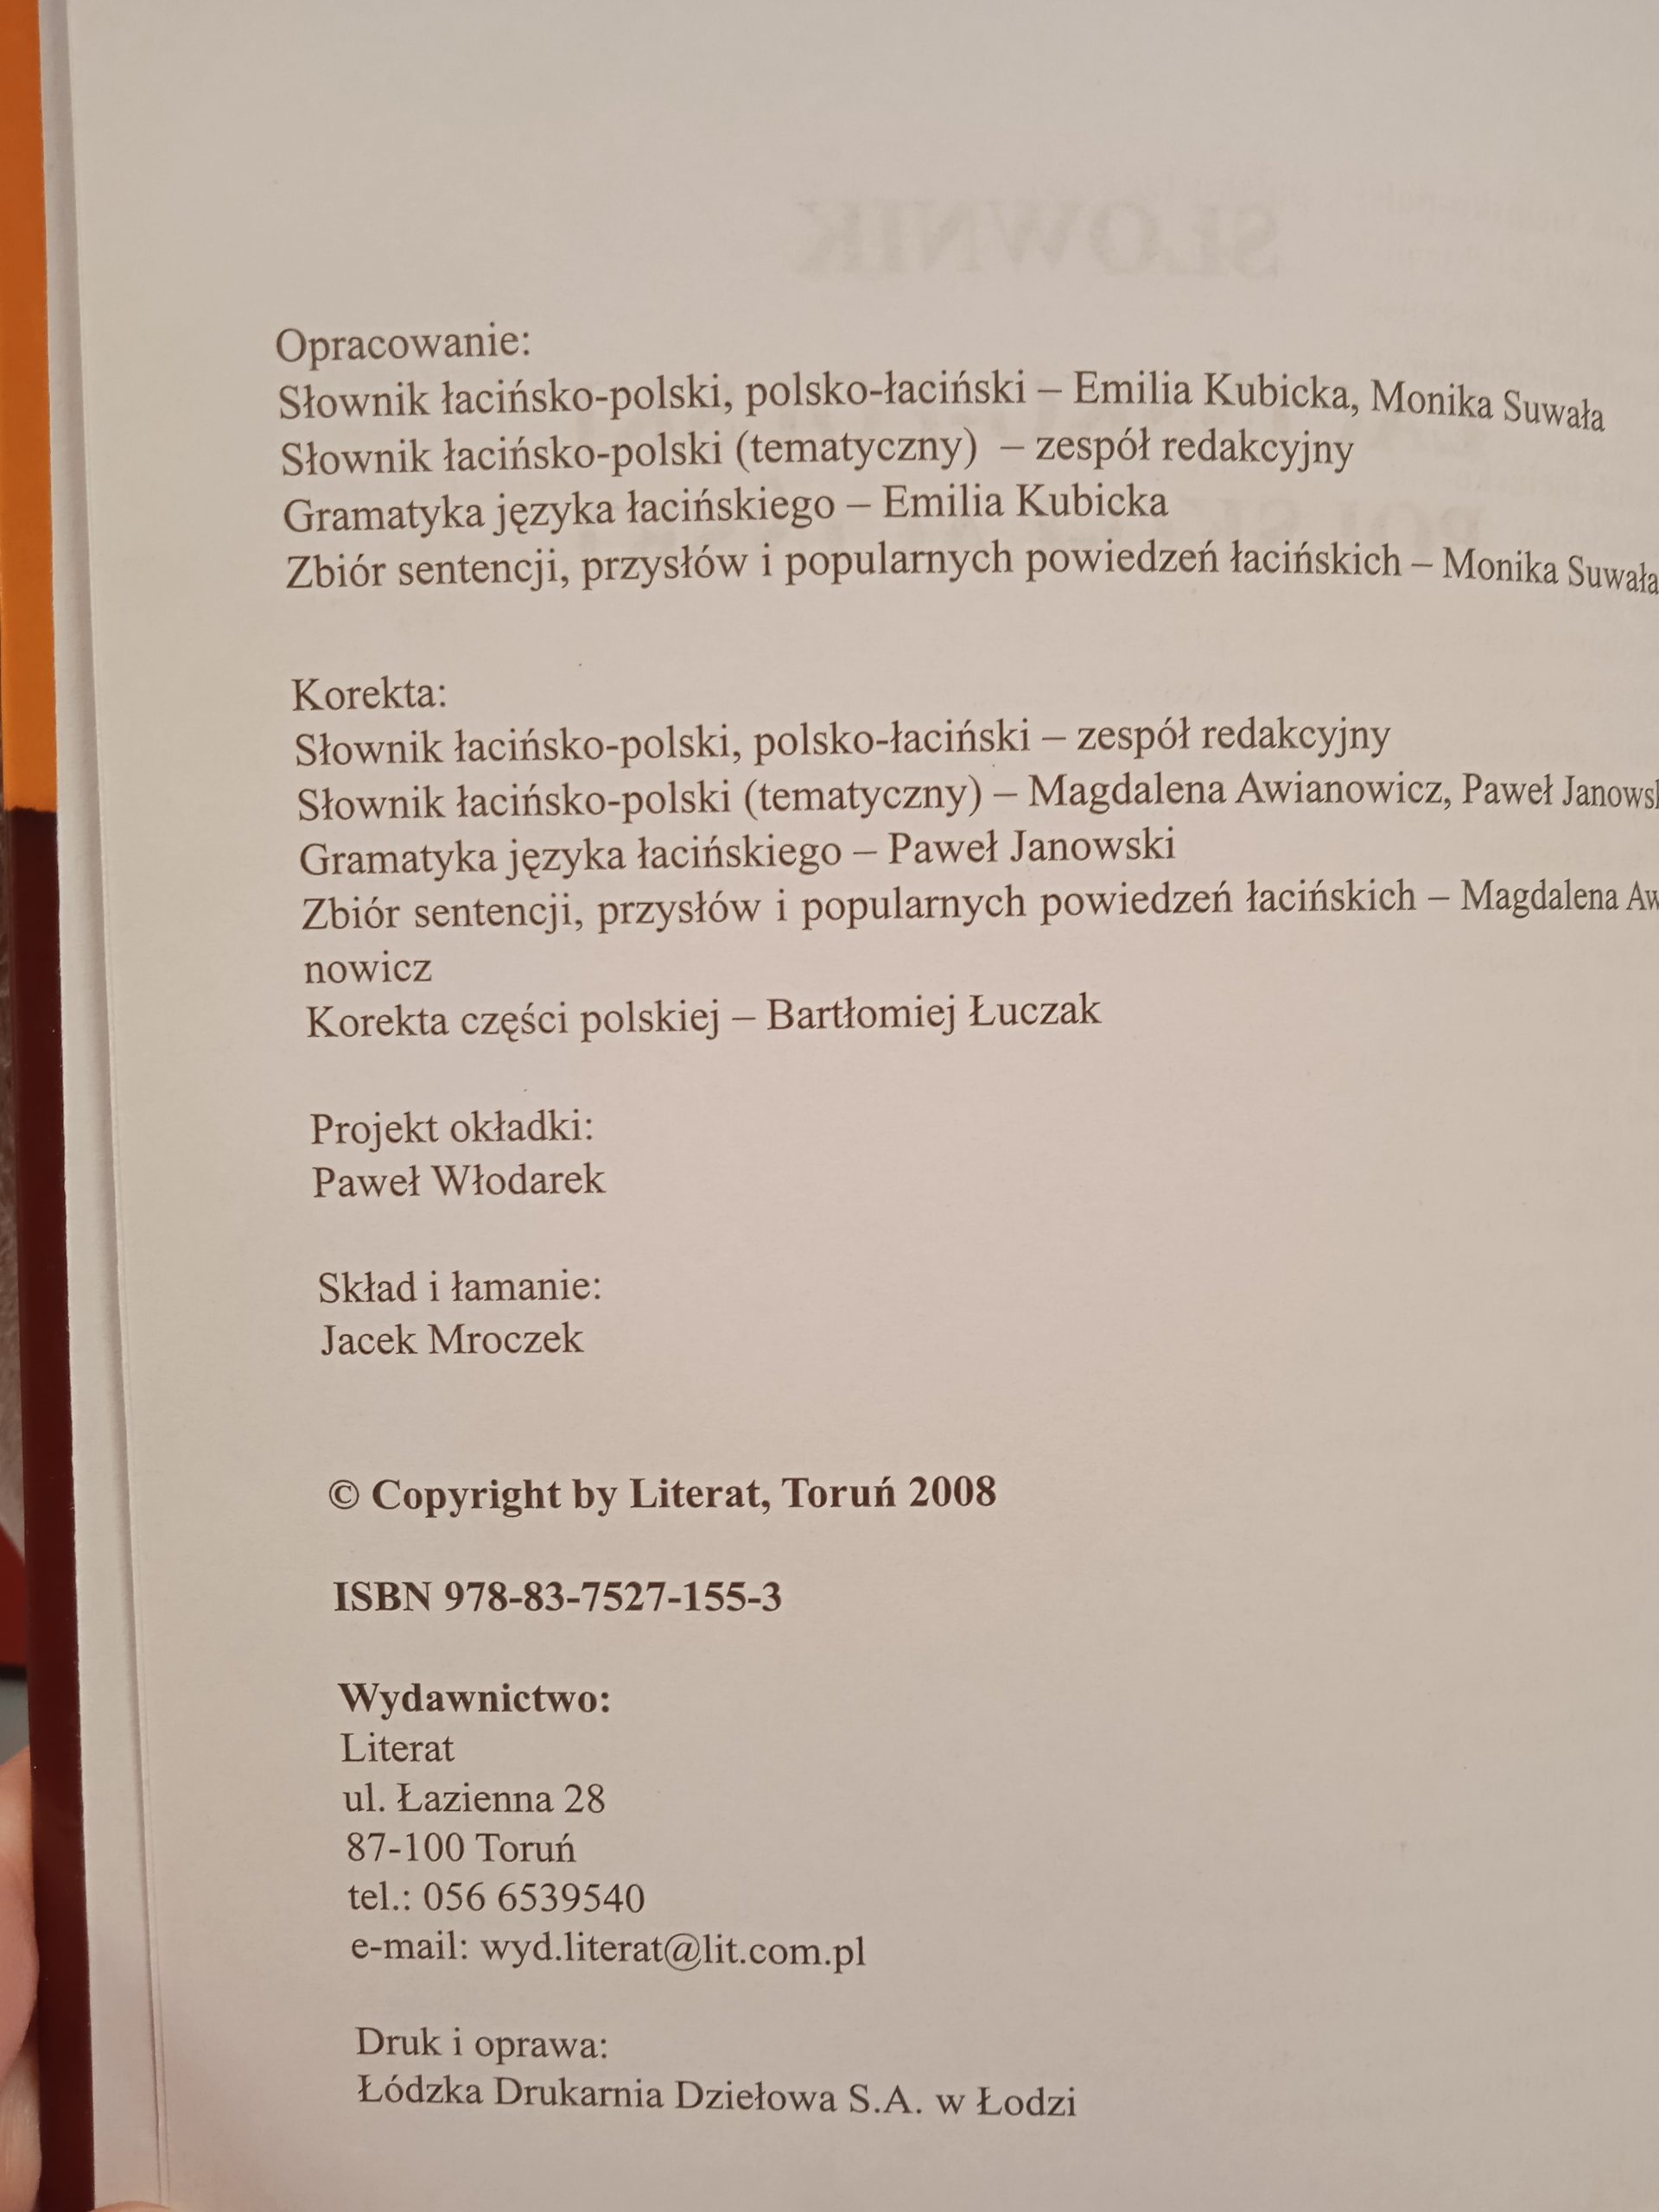 SŁOWNIK
Opracowanie:
Słownik łacińsko-polski, polsko-łaciński – Emilia Kubicka, Monika Suwała
Słownik łacińsko-polski (tematyczny) – zespół redakcyjny
Gramatyka języka łacińskiego – Emilia Kubicka
Zbiór sentencji, przysłów i popularnych powiedzeń łacińskich – Monika Suwała
Korekta:
Słownik łacińsko-polski, polsko-łaciński – zespół redakcyjny
Słownik łacińsko-polski (tematyczny) – Magdalena Awianowicz, Paweł Janows
Gramatyka języka łacińskiego – Paweł Janowski
Zbiór sentencji, przysłów i popularnych powiedzeń łacińskich – Magdalena Aw
nowicz
Korekta części polskiej – Bartłomiej Łuczak
Projekt okładki:
Paweł Włodarek
Skład i łamanie:
Jacek Mroczek
© Copyright by Literat, Toruń 2008
ISBN 978-83-7527-155-3
Wydawnictwo:
Literat
ul. Łazienna 28
87-100 Toruń
tel.: 056 6539540
e-mail: wyd.literat@lit.com.pl
Druk i oprawa:
Łódzka Drukarnia Dziełowa S.A. w Łodzi